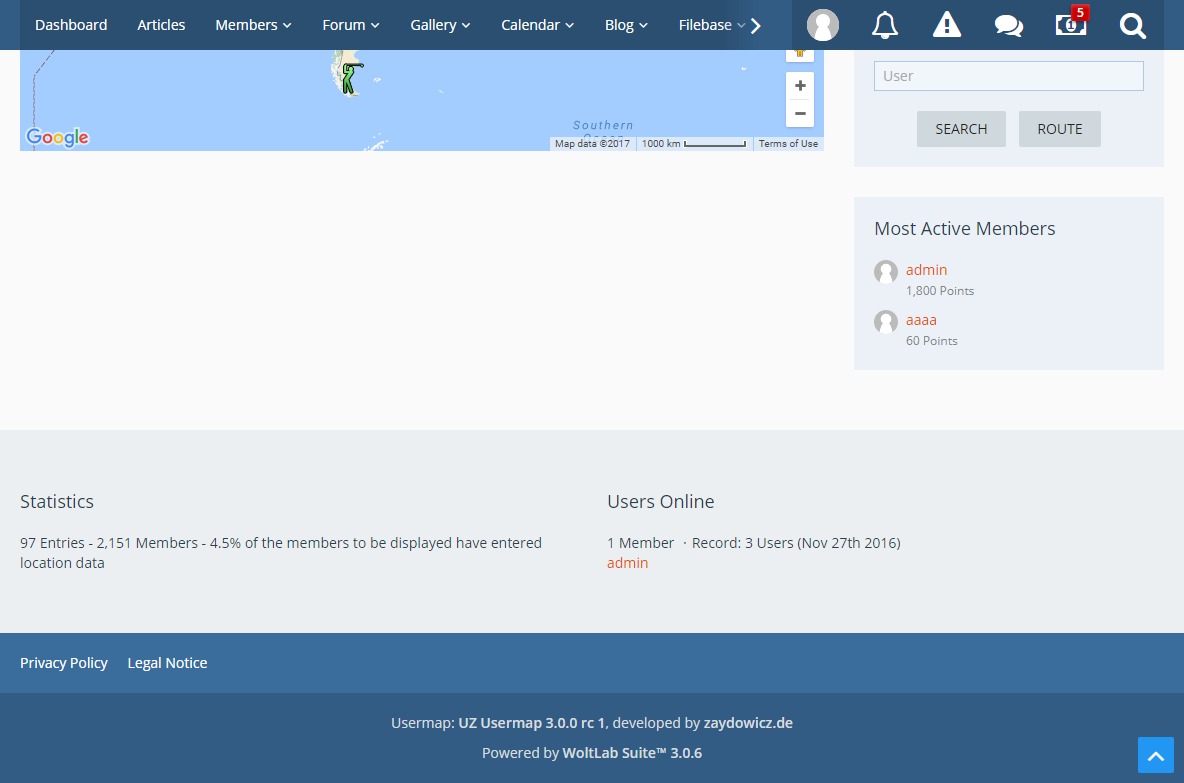 Dashboard Articles Members Forum Gallery Calendar Blog Filebase 5
User
SEARCH ROUTE
Google
Southern
Ocean
Map data ©2017 1000 km Terms of Use
Most Active Members
admin
1,800 Points
aaaa
60 Points
Statistics
97 Entries - 2,151 Members - 4.5% of the members to be displayed have entered
location data
Users Online
1 Member · Record: 3 Users (Nov 27th 2016)
admin
Privacy Policy Legal Notice
Usermap: UZ Usermap 3.0.0 rc 1, developed by zaydowicz.de
Powered by WoltLab Suite™ 3.0.6